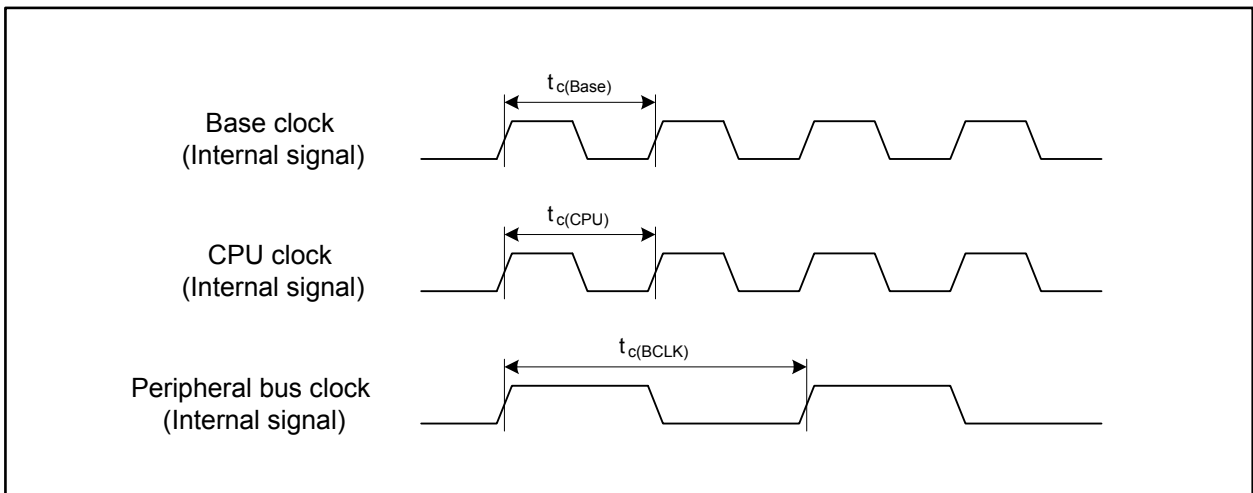 t c(Base)
Base clock
(Internal signal)
t c(CPU)
CPU clock
(Internal signal)
t c(BCLK)
Peripheral bus clock
(Internal signal)